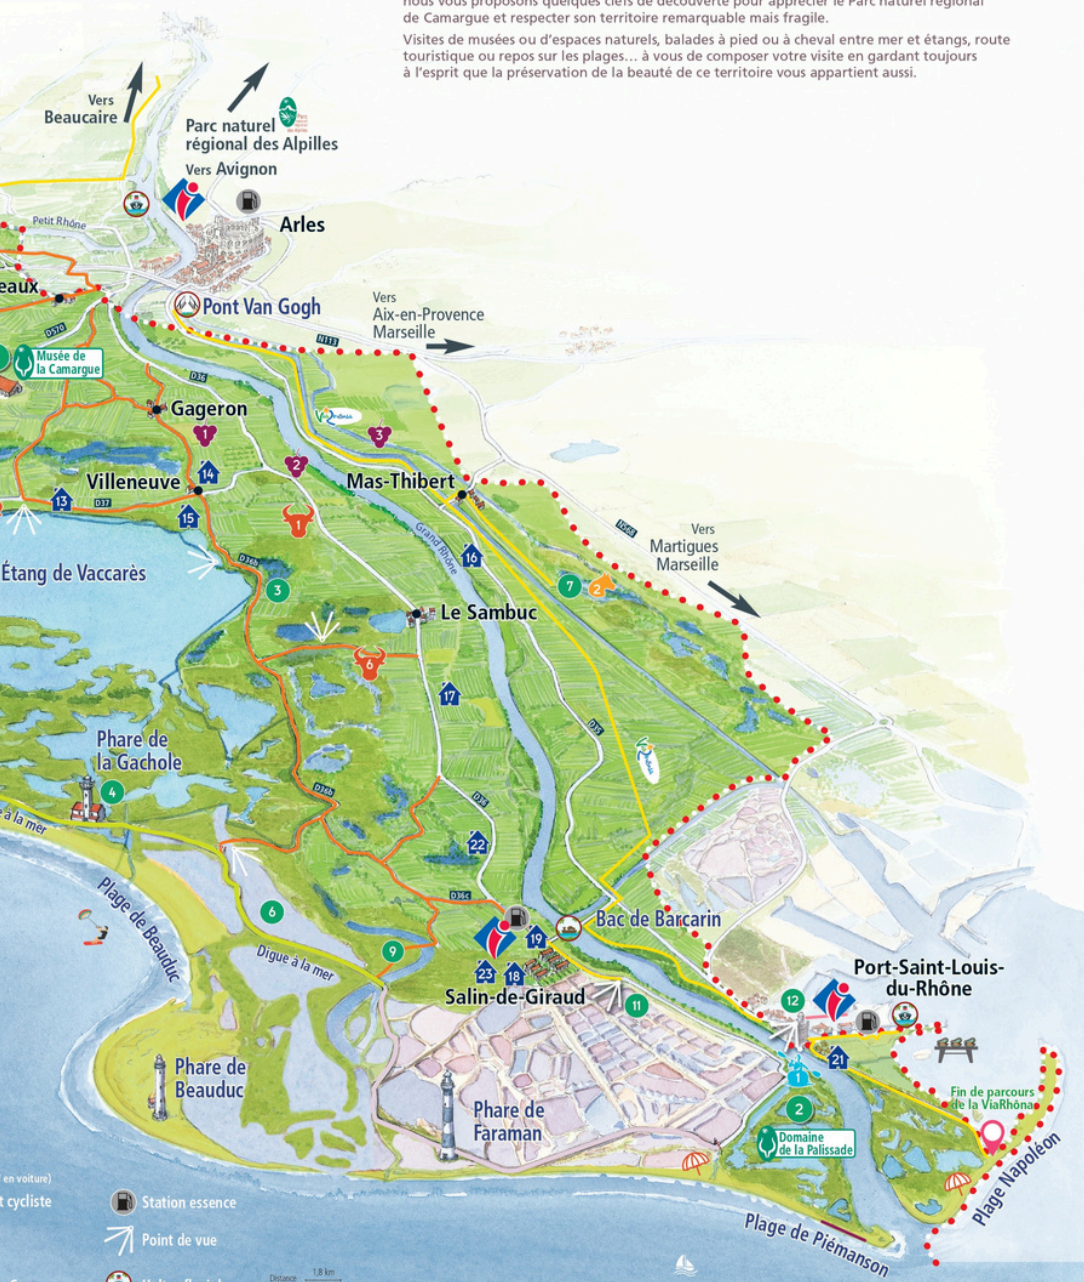 nous vous proposons quelques clefs de découverte pour apprécier le Parc naturel régional
de Camargue et respecter son territoire remarquable mais fragile.
Visites de musées ou d'espaces naturels, balades à pied ou à cheval entre mer et étangs, route
touristique ou repos sur les plages... à vous de composer votre visite en gardant toujours
à l'esprit que la préservation de la beauté de ce territoire vous appartient aussi.
Vers
Beaucaire
Parc naturel
régional des Alpilles
Vers Avignon
Petit Rhône
Arles
eaux
Pont Van Gogh
Vers
Aix-en-Provence
Marseille
N113
D570
Musée de
la Camargue
D36
Gageron
1
ViaRhôna
3
2
Villeneuve
14
Mas-Thibert
13
D37
15
1
Grand Rhône
N568
Vers
Martigues
Marseille
16
Étang de Vaccarès
D36b
3
7
2
Le Sambuc
6
17
D35
ViaRhôna
Phare de
la Gachole
4
D36b
D36
e à la mer
22
Plage de Beauduc
6
D36c
Bac de Barcarin
9
Digue à la mer
19
23
18
Salin-de-Giraud
11
Port-Saint-Louis-
du-Rhône
12
21
1
Phare de
Beauduc
Phare de
Faraman
2
Domaine
de la Palissade
Fin de parcours
de la ViaRhôna
Plage Napoléon
Plage de Piémanson
en voiture)
t cycliste
Station essence
Point de vue
Distance
1,8 km